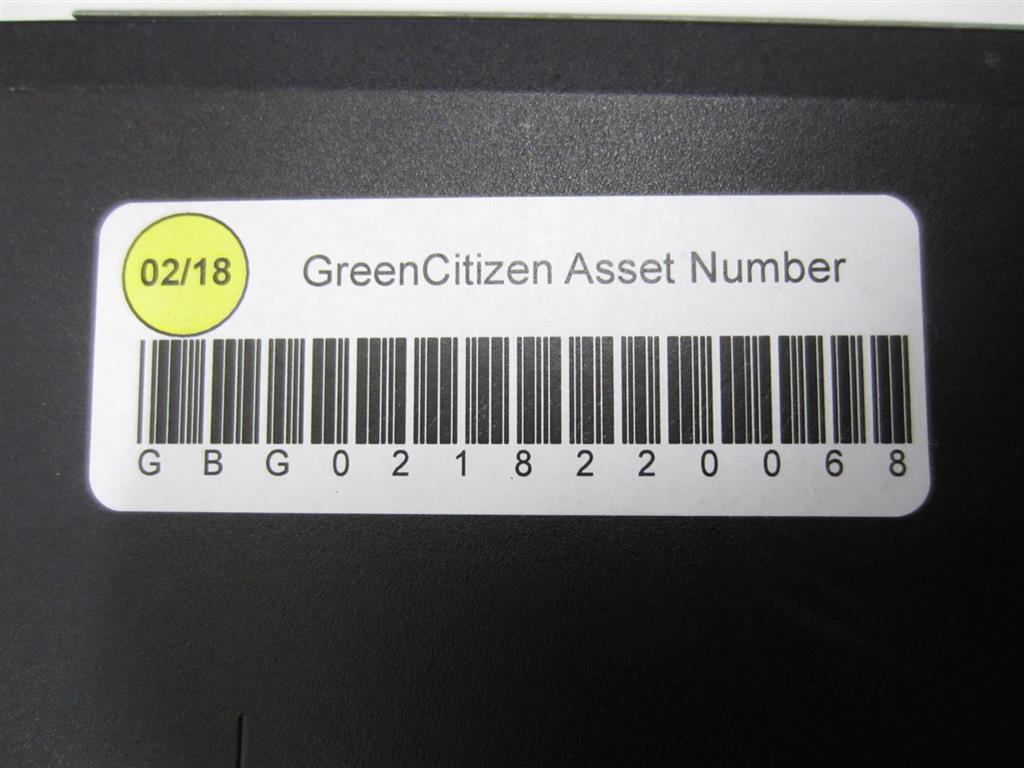 02/18
GreenCitizen Asset Number
G B G 0 2 1 8 2 2 0 0 6 8